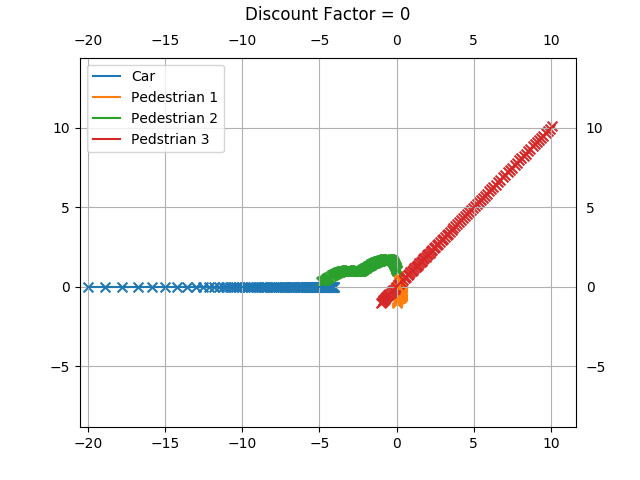 Discount Factor = 0
−20 −15 −10 −5 0 5 10
Car
Pedestrian 1
Pedestrian 2
Pedstrian 3
10 10
5 5
0 0
−5 −5
−20 −15 −10 −5 0 5 10